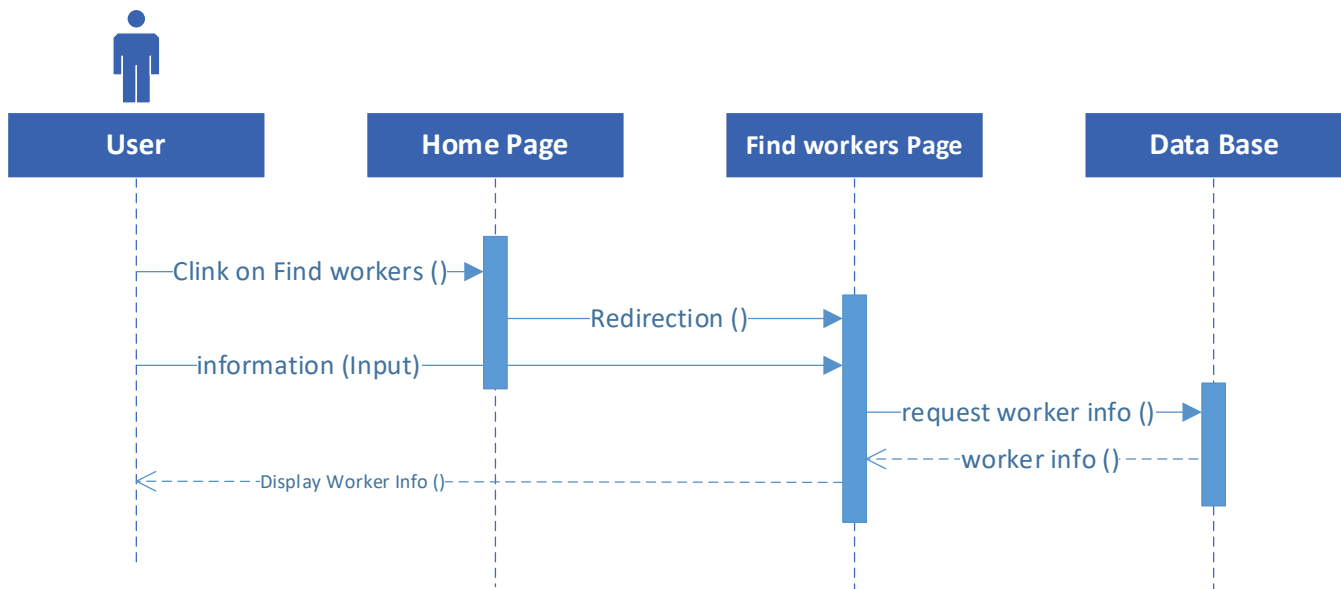 User
Home Page
Find workers Page
Data Base
Clink on Find workers ()
Redirection ()
information (Input)
request worker info ()
worker info ()
Display Worker Info ()